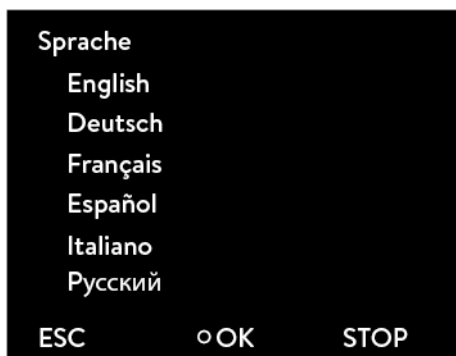 Sprache
English
Deutsch
Français
Español
Italiano
Русский
ESC OK STOP